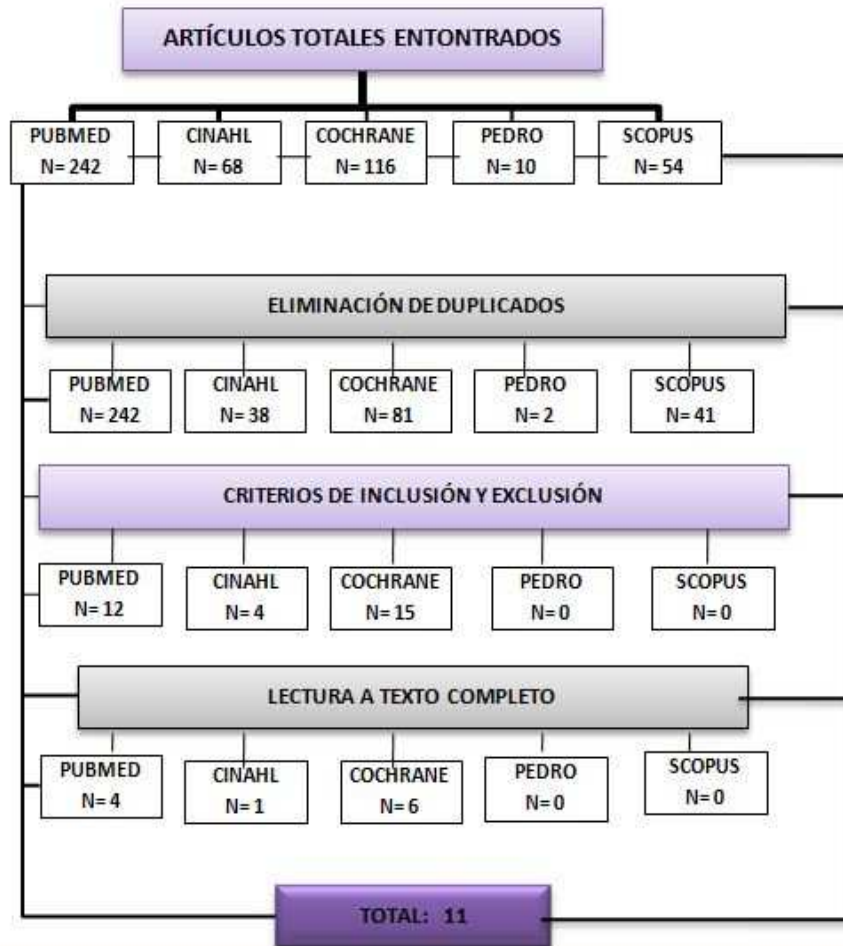 ARTÍCULOS TOTALES ENTONTRADOS
PUBMED
N= 242
CINAHL
N= 68
COCHRANE
N= 116
PEDRO
N= 10
SCOPUS
N= 54
ELIMINACIÓN DE DUPLICADOS
PUBMED
N= 242
CINAHL
N= 38
COCHRANE
N= 81
PEDRO
N= 2
SCOPUS
N= 41
CRITERIOS DE INCLUSIÓN Y EXCLUSIÓN
PUBMED
N= 12
CINAHL
N= 4
COCHRANE
N= 15
PEDRO
N= 0
SCOPUS
N= 0
LECTURA A TEXTO COMPLETO
PUBMED
N= 4
CINAHL
N= 1
COCHRANE
N= 6
PEDRO
N= 0
SCOPUS
N= 0
TOTAL: 11